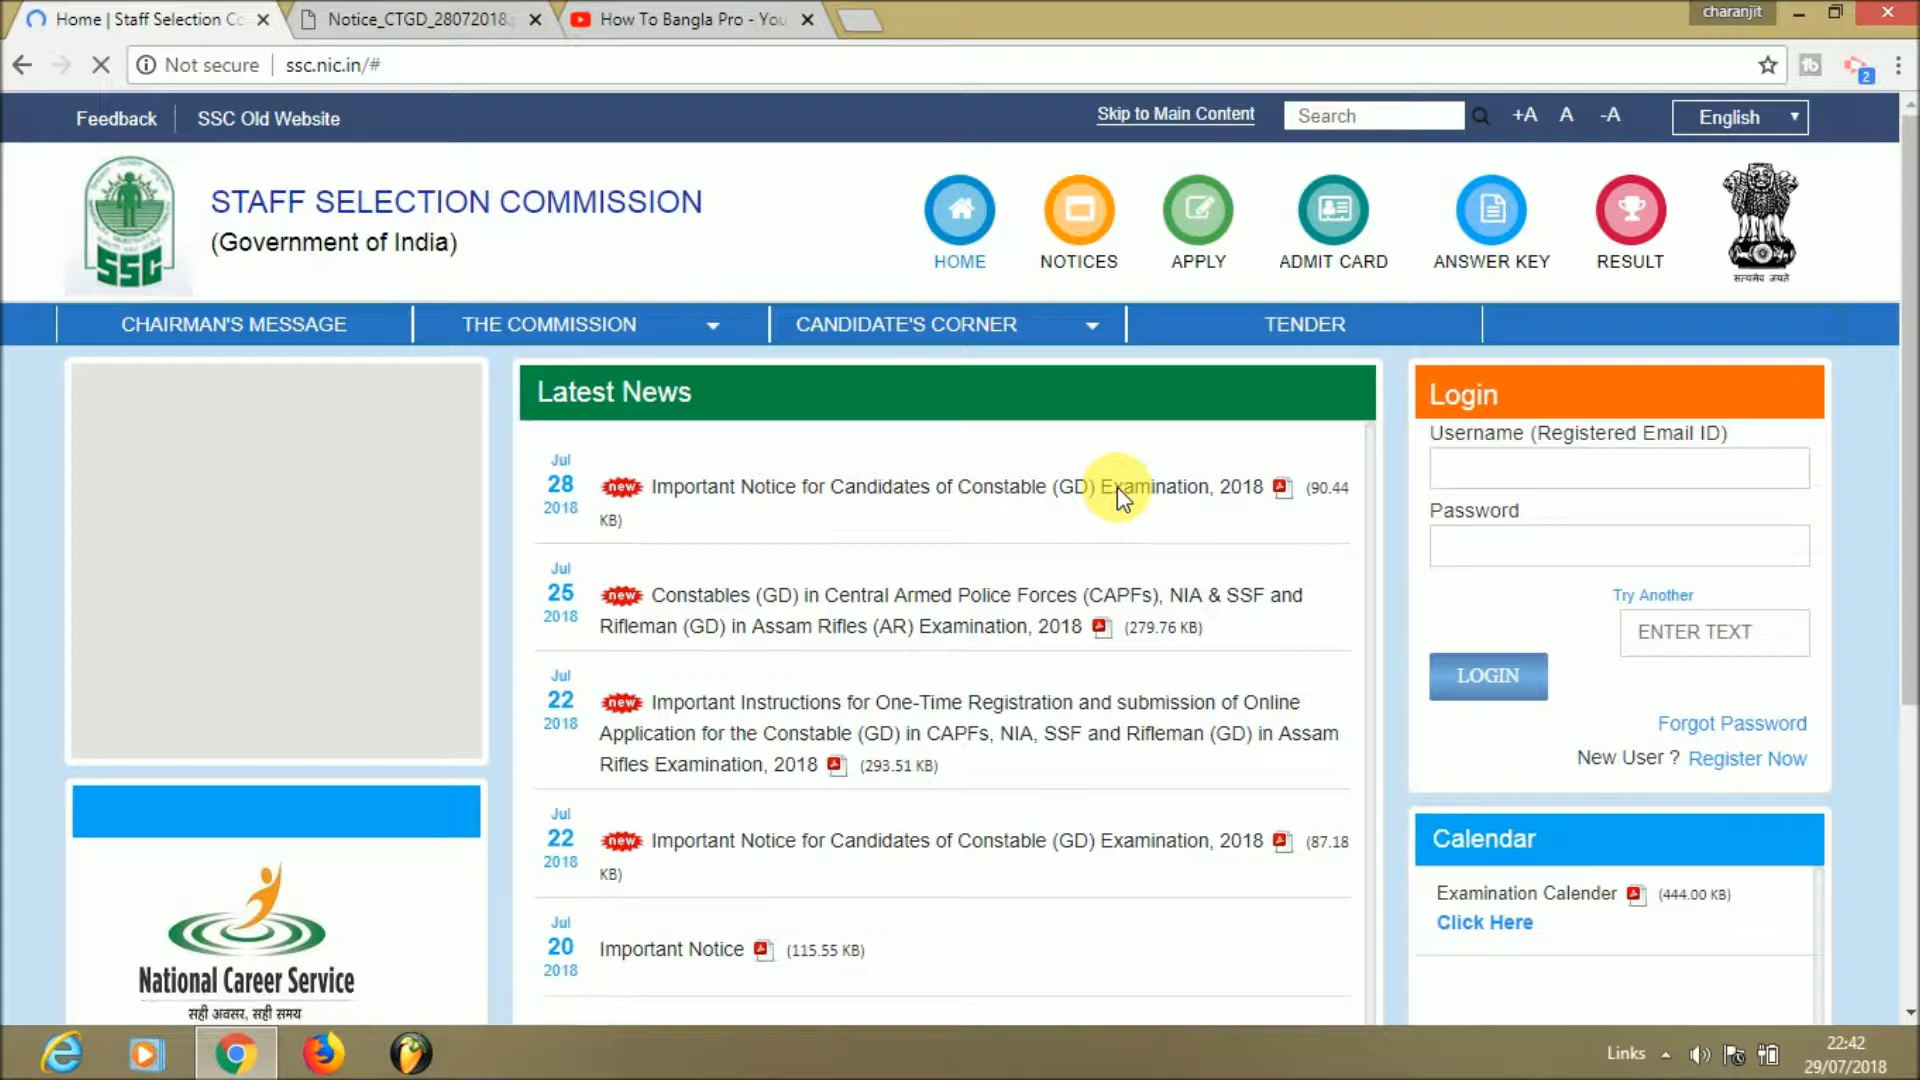 Home | Staff Selection Co
Notice_CTGD_28072018.
How To Bangla Pro - You
charanjit
Not secure
ssc.nic.in/#
2
Feedback
SSC Old Website
Skip to Main Content
Search
+A A -A
English
SSC
STAFF SELECTION COMMISSION
(Government of India)
HOME
NOTICES
APPLY
ADMIT CARD
ANSWER KEY
RESULT
सत्यमेव जयते
CHAIRMAN'S MESSAGE
THE COMMISSION
CANDIDATE'S CORNER
TENDER
Latest News
Jul
28
2018
new Important Notice for Candidates of Constable (GD) Examination, 2018 (90.44
KB)
Jul
25
2018
new Constables (GD) in Central Armed Police Forces (CAPFs), NIA & SSF and
Rifleman (GD) in Assam Rifles (AR) Examination, 2018 (279.76 KB)
Jul
22
2018
new Important Instructions for One-Time Registration and submission of Online
Application for the Constable (GD) in CAPFs, NIA, SSF and Rifleman (GD) in Assam
Rifles Examination, 2018 (293.51 KB)
Jul
22
2018
new Important Notice for Candidates of Constable (GD) Examination, 2018 (87.18
KB)
Jul
20
2018
Important Notice (115.55 KB)
Login
Username (Registered Email ID)
Password
Try Another
ENTER TEXT
LOGIN
Forgot Password
New User ? Register Now
Calendar
Examination Calender (444.00 KB)
Click Here
National Career Service
सही अवसर, सही समय
Links
22:42
29/07/2018